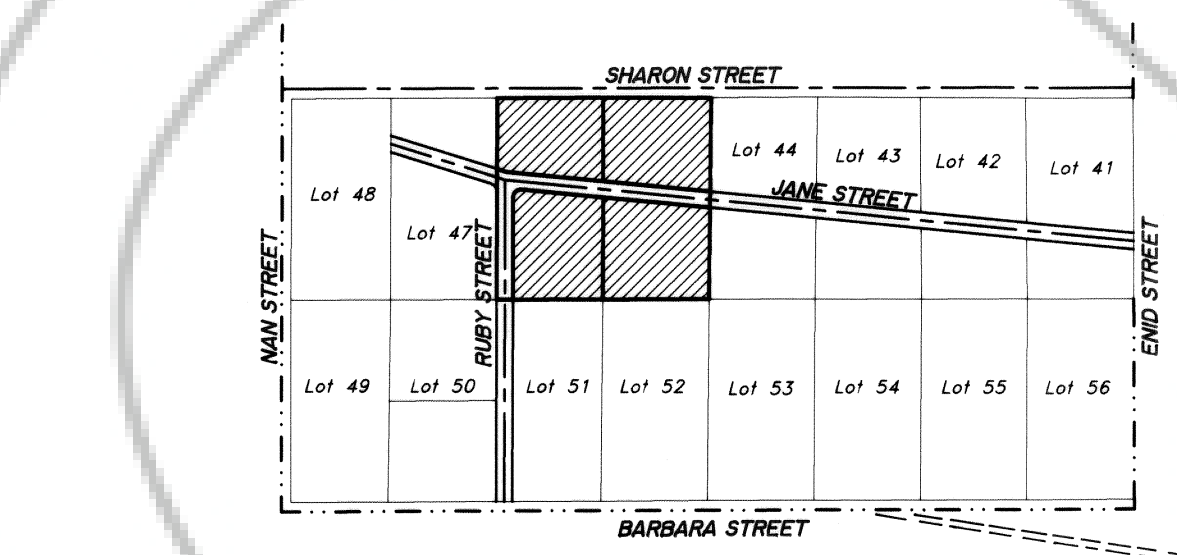 SHARON STREET
Lot 44
Lot 43
Lot 42
Lot 41
Lot 48
JANE STREET
Lot 47
NAN STREET
RUBY STREET
ENID STREET
Lot 49
Lot 50
Lot 51
Lot 52
Lot 53
Lot 54
Lot 55
Lot 56
BARBARA STREET